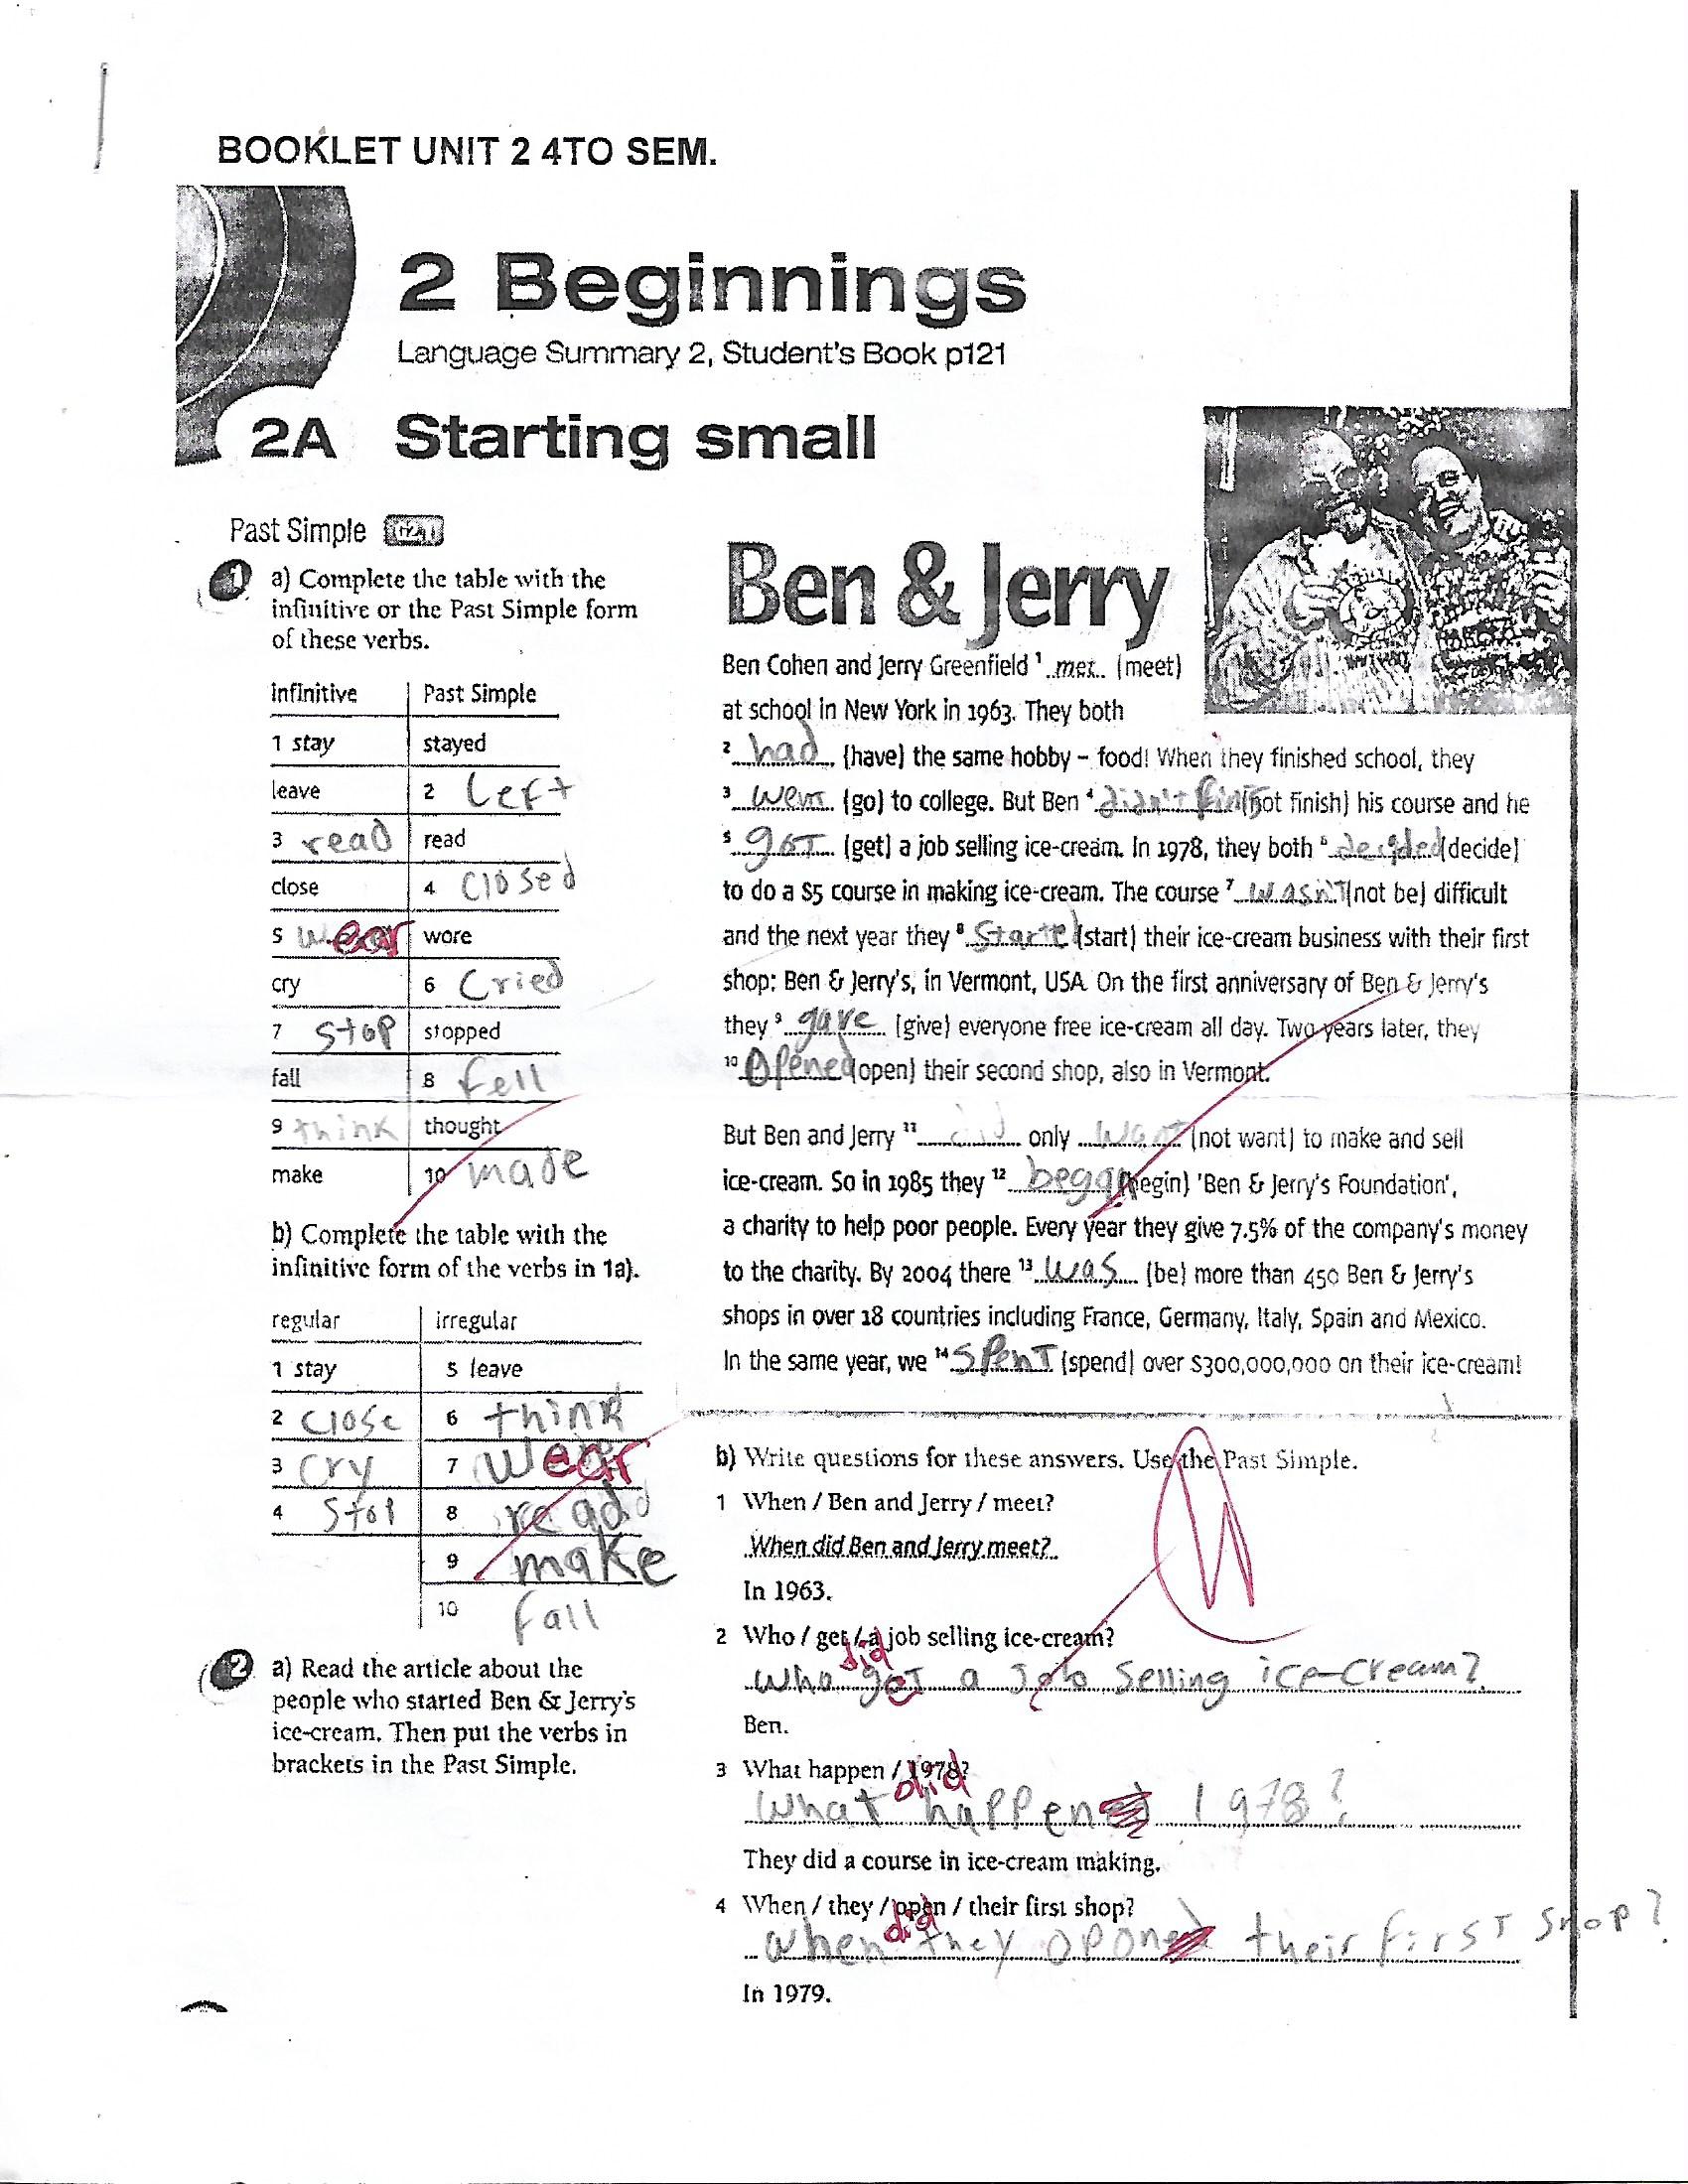 BOOKLET UNIT 2 4TO SEM.
2 Beginnings
Language Summary 2, Student's Book p121
2A Starting small
Past Simple G2.1
1 a) Complete the table with the
infinitive or the Past Simple form
of these verbs.
infinitive Past Simple
1 stay stayed
leave 2 Left
3 read read
close 4 closed
5 wear wore
cry 6 Cried
7 stop stopped
fall 8 fell
9 think thought
make 10 made
b) Complete the table with the
infinitive form of the verbs in 1a).
regular irregular
1 stay 5 leave
2 close 6 think
3 cry 7 wear
4 stop 8 read
9 make
10 fall
2 a) Read the article about the
people who started Ben & Jerry's
ice-cream. Then put the verbs in
brackets in the Past Simple.
Ben & Jerry
Ben Cohen and Jerry Greenfield 1 met (meet)
at school in New York in 1963. They both
2 had (have) the same hobby – food! When they finished school, they
3 went (go) to college. But Ben 4 didn't finish (not finish) his course and he
5 got (get) a job selling ice-cream. In 1978, they both 6 decided (decide)
to do a $5 course in making ice-cream. The course 7 wasn't (not be) difficult
and the next year they 8 started (start) their ice-cream business with their first
shop: Ben & Jerry's, in Vermont, USA. On the first anniversary of Ben & Jerry's
they 9 gave (give) everyone free ice-cream all day. Two years later, they
10 opened (open) their second shop, also in Vermont.
But Ben and Jerry 11 only want (not want) to make and sell
ice-cream. So in 1985 they 12 began (begin) 'Ben & Jerry's Foundation',
a charity to help poor people. Every year they give 7.5% of the company's money
to the charity. By 2004 there 13 was (be) more than 450 Ben & Jerry's
shops in over 18 countries including France, Germany, Italy, Spain and Mexico.
In the same year, we 14 spent (spend) over $300,000,000 on their ice-cream!
b) Write questions for these answers. Use the Past Simple.
1 When / Ben and Jerry / meet?
When did Ben and Jerry meet?
In 1963.
2 Who / get / a job selling ice-cream?
did
Who get a job selling ice-cream?
Ben.
3 What happen / 1978?
did
What happen 1978?
They did a course in ice-cream making.
4 When / they / open / their first shop?
did
when they oponed their first shop?
In 1979.